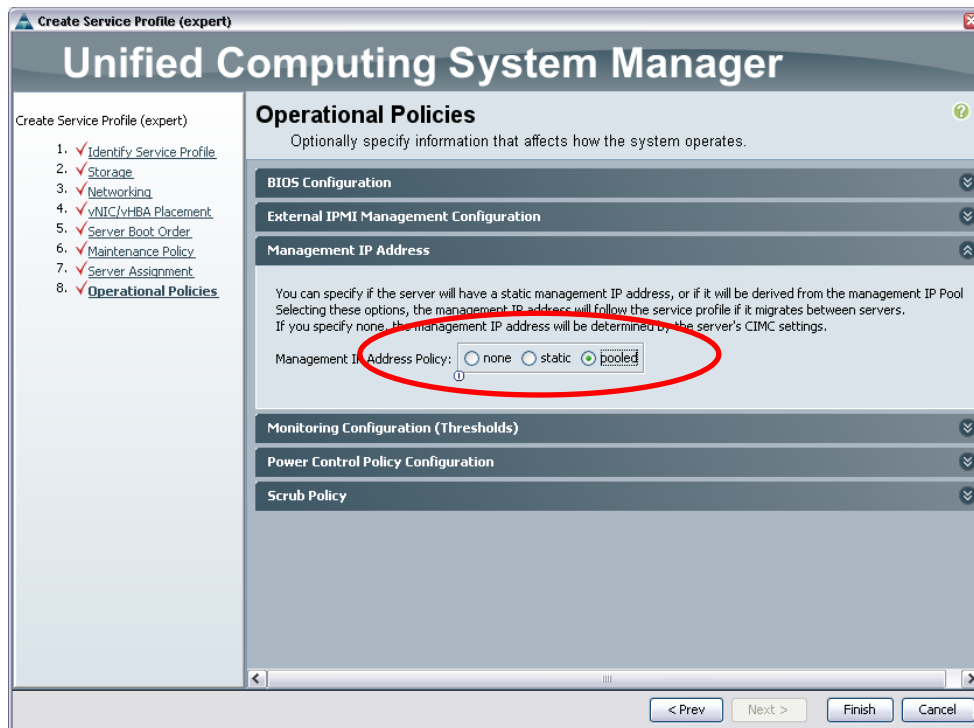 Create Service Profile (expert)
Unified Computing System Manager
Create Service Profile (expert)
1. Identify Service Profile
2. Storage
3. Networking
4. vNIC/vHBA Placement
5. Server Boot Order
6. Maintenance Policy
7. Server Assignment
8. Operational Policies
Operational Policies
Optionally specify information that affects how the system operates.
BIOS Configuration
External IPMI Management Configuration
Management IP Address
You can specify if the server will have a static management IP address, or if it will be derived from the management IP Pool
Selecting these options, the management IP address will follow the service profile if it migrates between servers.
If you specify none, the management IP address will be determined by the server's CIMC settings.
Management IP Address Policy: none static pooled
Monitoring Configuration (Thresholds)
Power Control Policy Configuration
Scrub Policy
< Prev Next > Finish Cancel